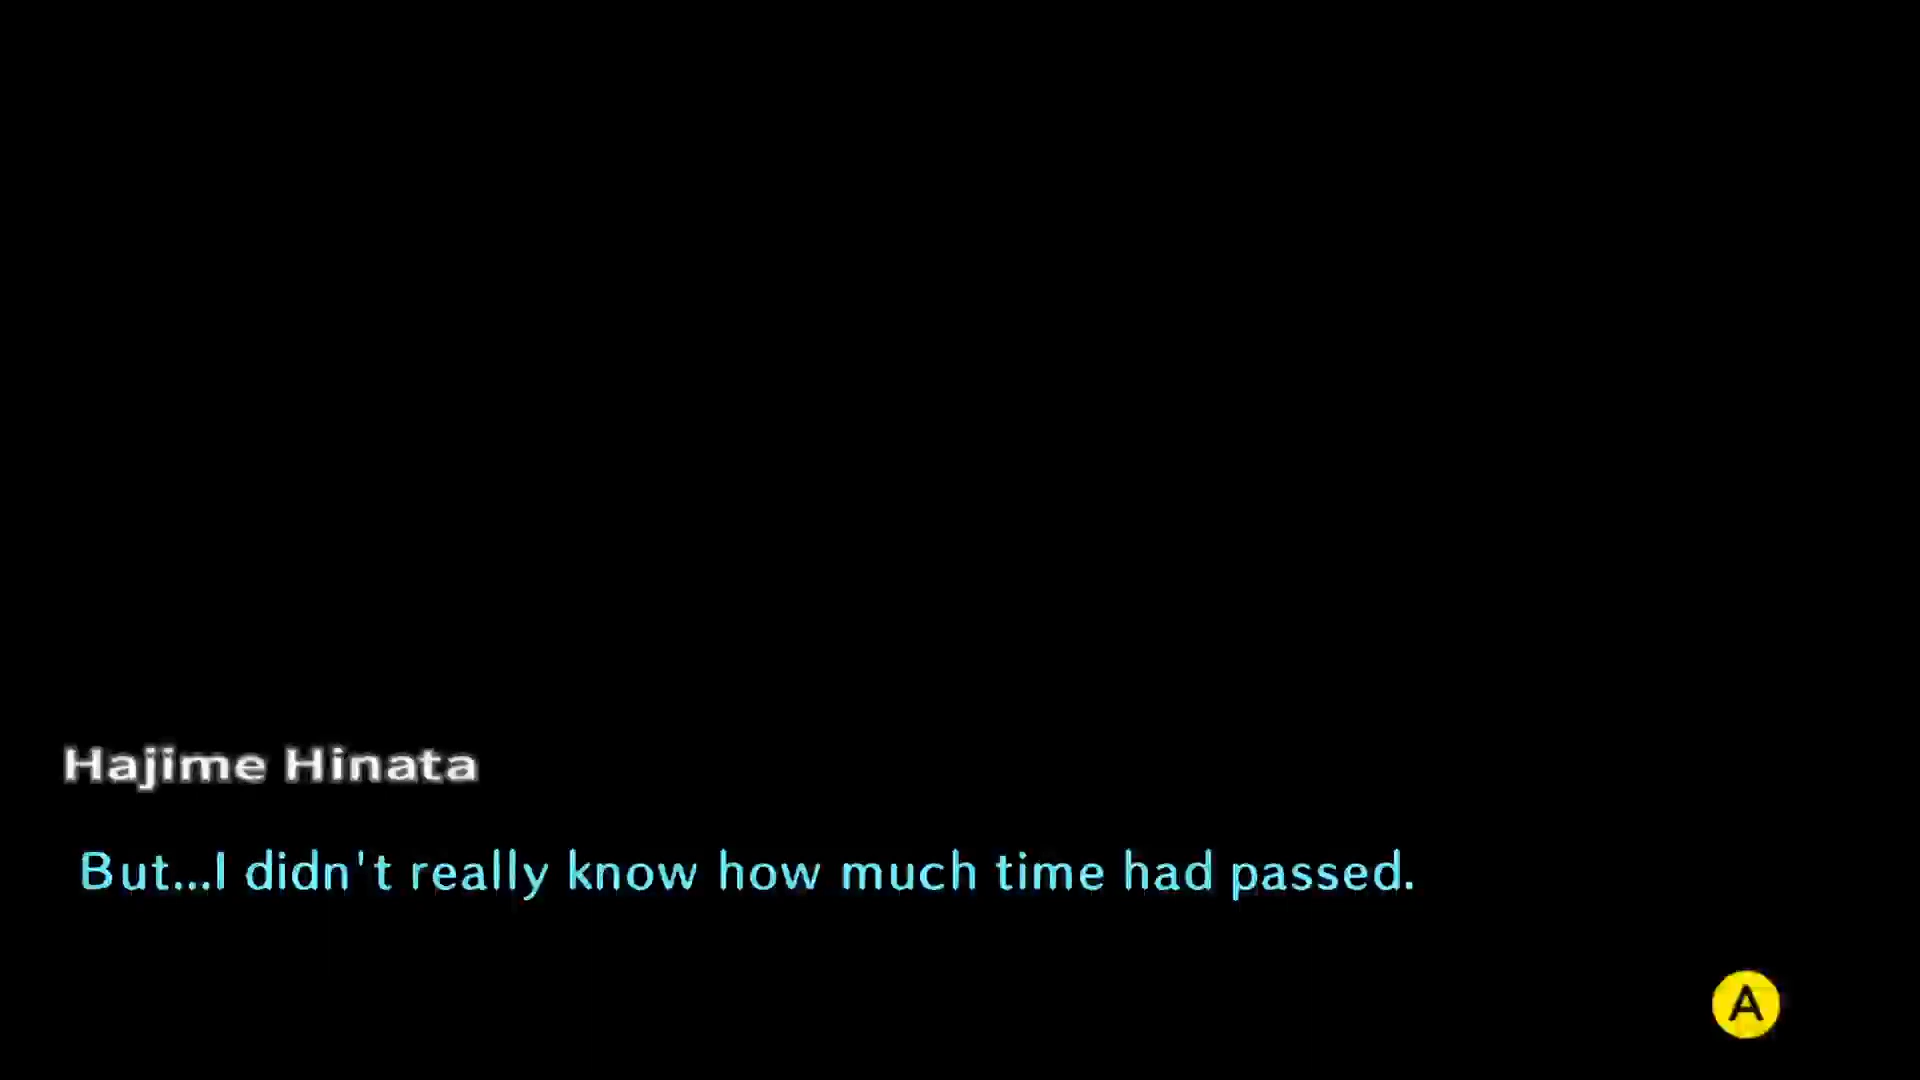 Hajime Hinata
But...I didn't really know how much time had passed.
A